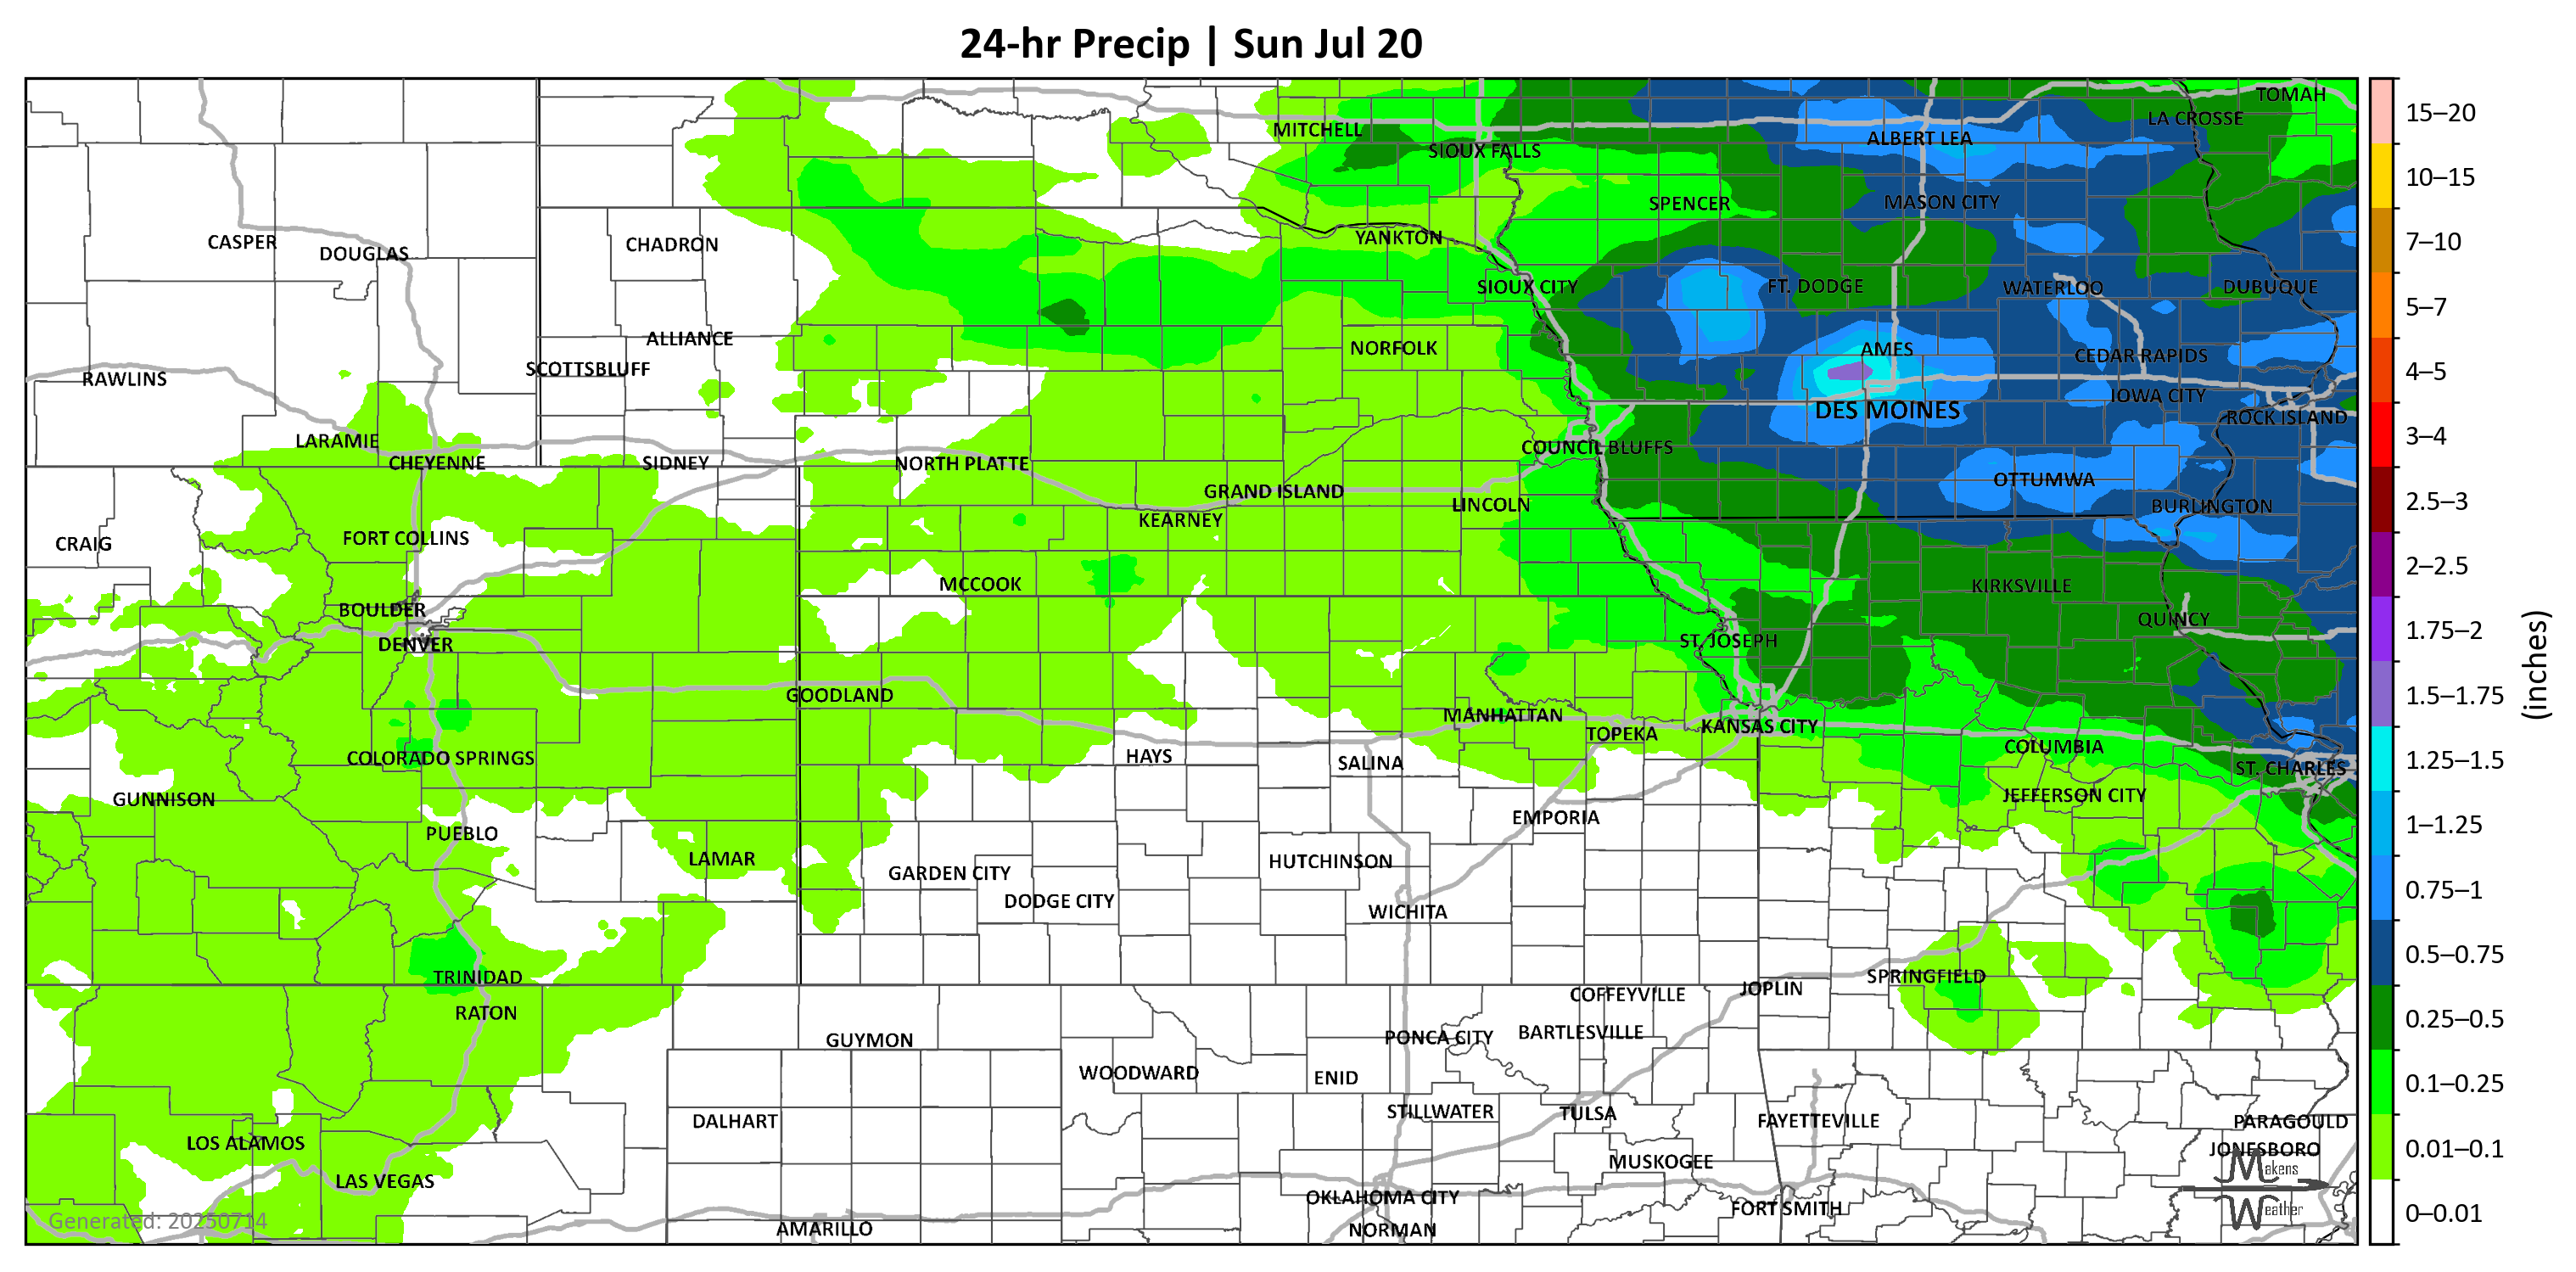 24-hr Precip | Sun Jul 20
TOMAH
LA CROSSE
MITCHELL
ALBERT LEA
SIOUX FALLS
SPENCER
MASON CITY
YANKTON
CASPER
DOUGLAS
CHADRON
SIOUX CITY
FT. DODGE
WATERLOO
DUBUQUE
ALLIANCE
NORFOLK
AMES
CEDAR RAPIDS
SCOTTSBLUFF
RAWLINS
IOWA CITY
DES MOINES
ROCK ISLAND
LARAMIE
COUNCIL BLUFFS
CHEYENNE
SIDNEY
NORTH PLATTE
OTTUMWA
GRAND ISLAND
LINCOLN
BURLINGTON
KEARNEY
FORT COLLINS
CRAIG
MCCOOK
KIRKSVILLE
BOULDER
QUINCY
DENVER
ST. JOSEPH
GOODLAND
MANHATTAN
KANSAS CITY
TOPEKA
COLUMBIA
COLORADO SPRINGS
HAYS
SALINA
ST. CHARLES
GUNNISON
JEFFERSON CITY
EMPORIA
PUEBLO
LAMAR
HUTCHINSON
GARDEN CITY
DODGE CITY
WICHITA
TRINIDAD
SPRINGFIELD
JOPLIN
COFFEYVILLE
RATON
GUYMON
PONCA CITY
BARTLESVILLE
WOODWARD
ENID
STILLWATER
TULSA
DALHART
FAYETTEVILLE
PARAGOULD
LOS ALAMOS
JONESBORO
MUSKOGEE
LAS VEGAS
OKLAHOMA CITY
FORT SMITH
AMARILLO
NORMAN
Generated: 20250714
Makens
Weather
15–20
10–15
7–10
5–7
4–5
3–4
2.5–3
2–2.5
1.75–2
1.5–1.75
1.25–1.5
1–1.25
0.75–1
0.5–0.75
0.25–0.5
0.1–0.25
0.01–0.1
0–0.01
(inches)